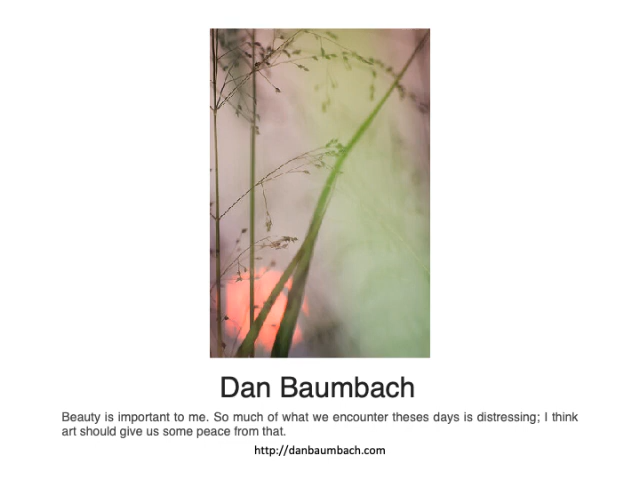 Dan Baumbach
Beauty is important to me. So much of what we encounter theses days is distressing; I think
art should give us some peace from that.
http://danbaumbach.com